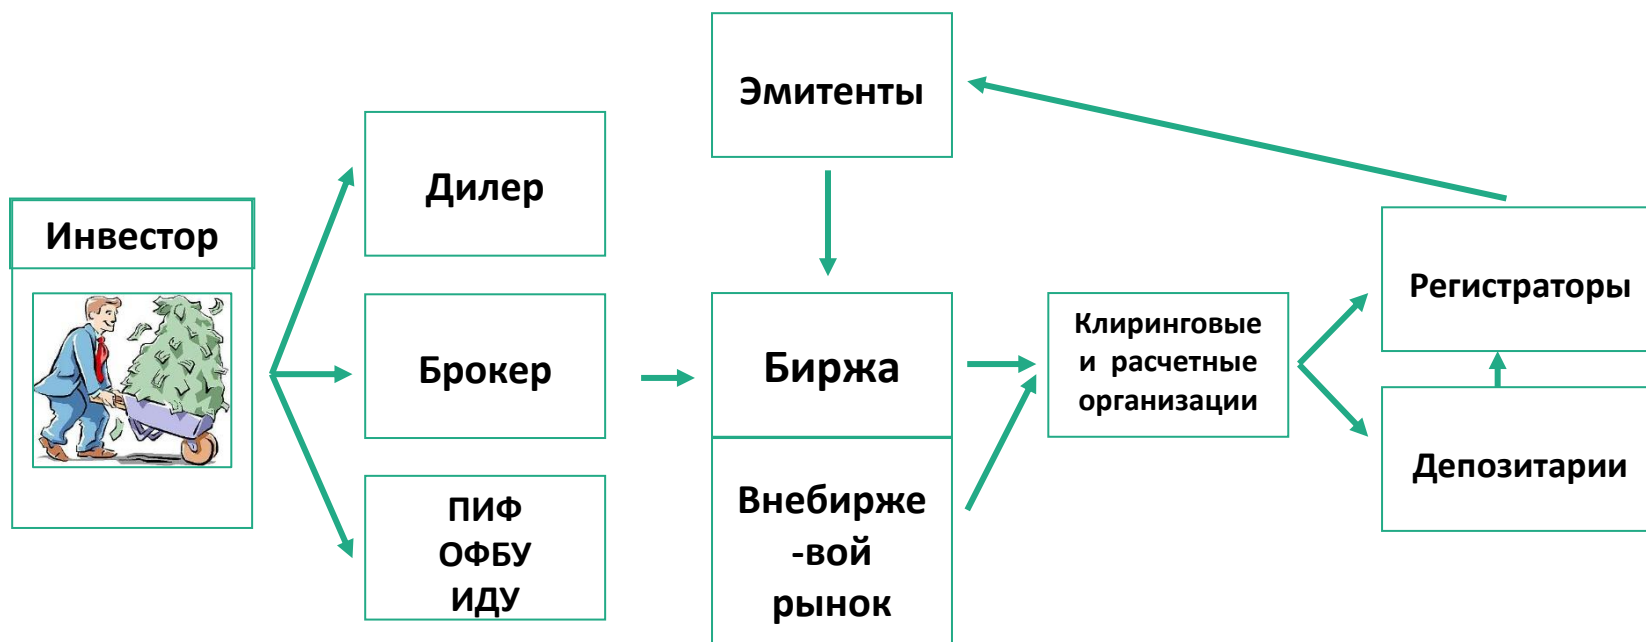 Эмитенты
Дилер
Инвестор
Брокер
Биржа
Клиринговые
и расчетные
организации
Регистраторы
Депозитарии
ПИФ
ОФБУ
ИДУ
Внебирже
-вой
рынок